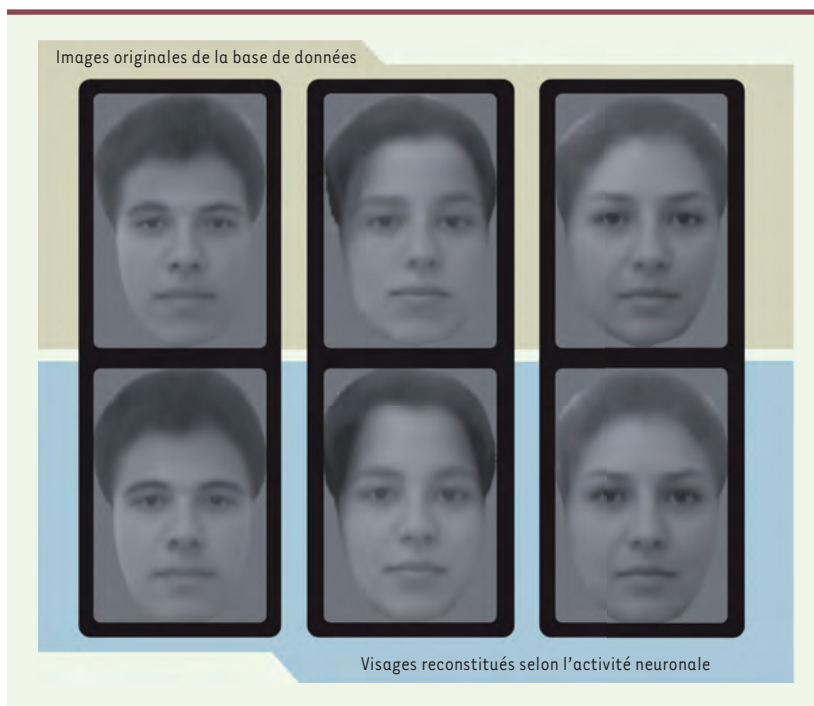 Images originales de la base de données
Visages reconstitués selon l'activité neuronale